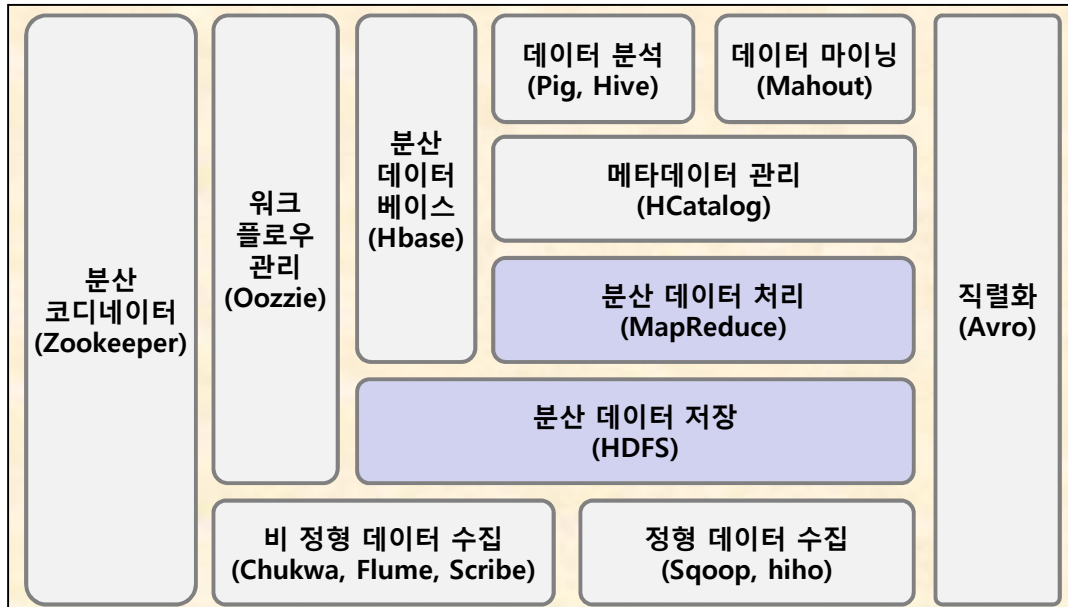 분산
코디네이터
(Zookeeper)
워크
플로우
관리
(Oozzie)
분산
데이터
베이스
(Hbase)
데이터 분석
(Pig, Hive)
데이터 마이닝
(Mahout)
메타데이터 관리
(HCatalog)
분산 데이터 처리
(MapReduce)
분산 데이터 저장
(HDFS)
비 정형 데이터 수집
(Chukwa, Flume, Scribe)
정형 데이터 수집
(Sqoop, hiho)
직렬화
(Avro)